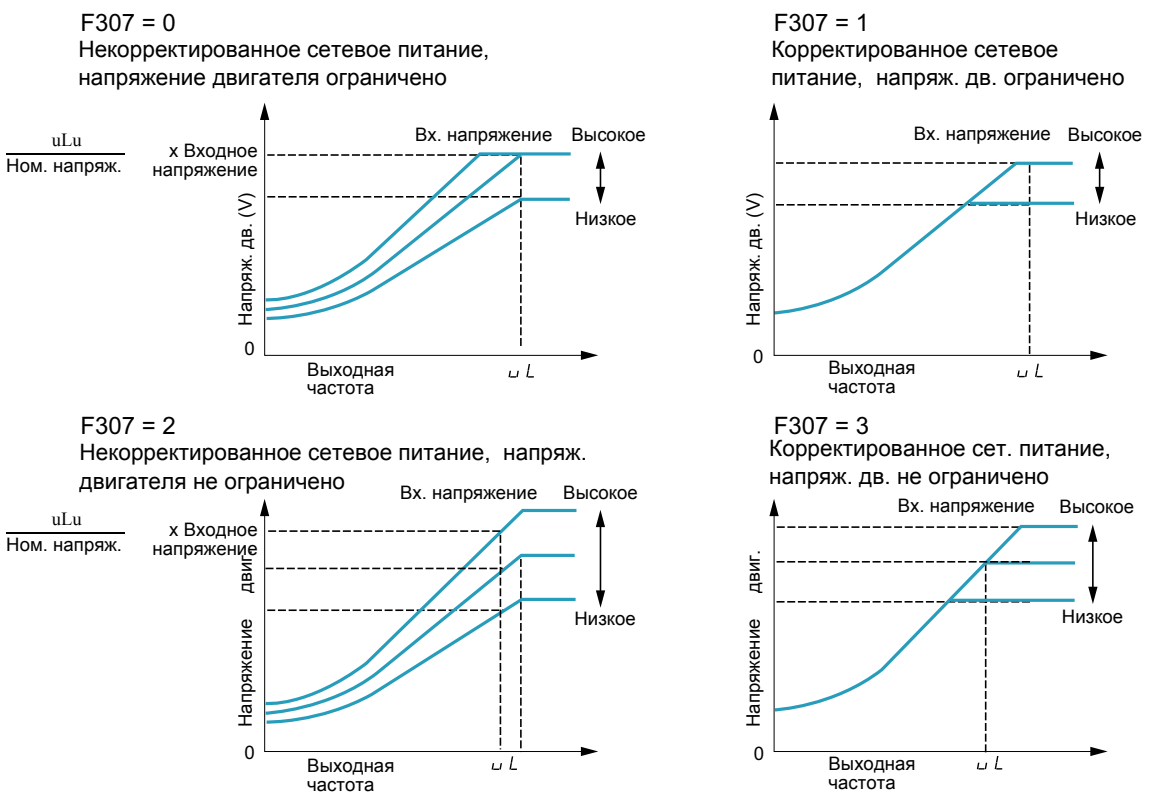 F307 = 0
Некорректированное сетевое питание,
напряжение двигателя ограничено
uLu
Ном. напряж.
х Входное
напряжение
Вх. напряжение
Высокое
Низкое
Напряж. дв. (V)
0
Выходная
частота
u L
F307 = 1
Корректированное сетевое
питание, напряж. дв. ограничено
Вх. напряжение
Высокое
Низкое
Напряж. дв. (V)
0
Выходная
частота
u L
F307 = 2
Некорректированное сетевое питание, напряж.
двигателя не ограничено
uLu
Ном. напряж.
х Входное
напряжение
Вх. напряжение
Высокое
Низкое
Напряжение двиг.
0
Выходная
частота
u L
F307 = 3
Корректированное сет. питание,
напряж. дв. не ограничено
Вх. напряжение
Высокое
Низкое
Напряжение двиг.
0
Выходная
частота
u L